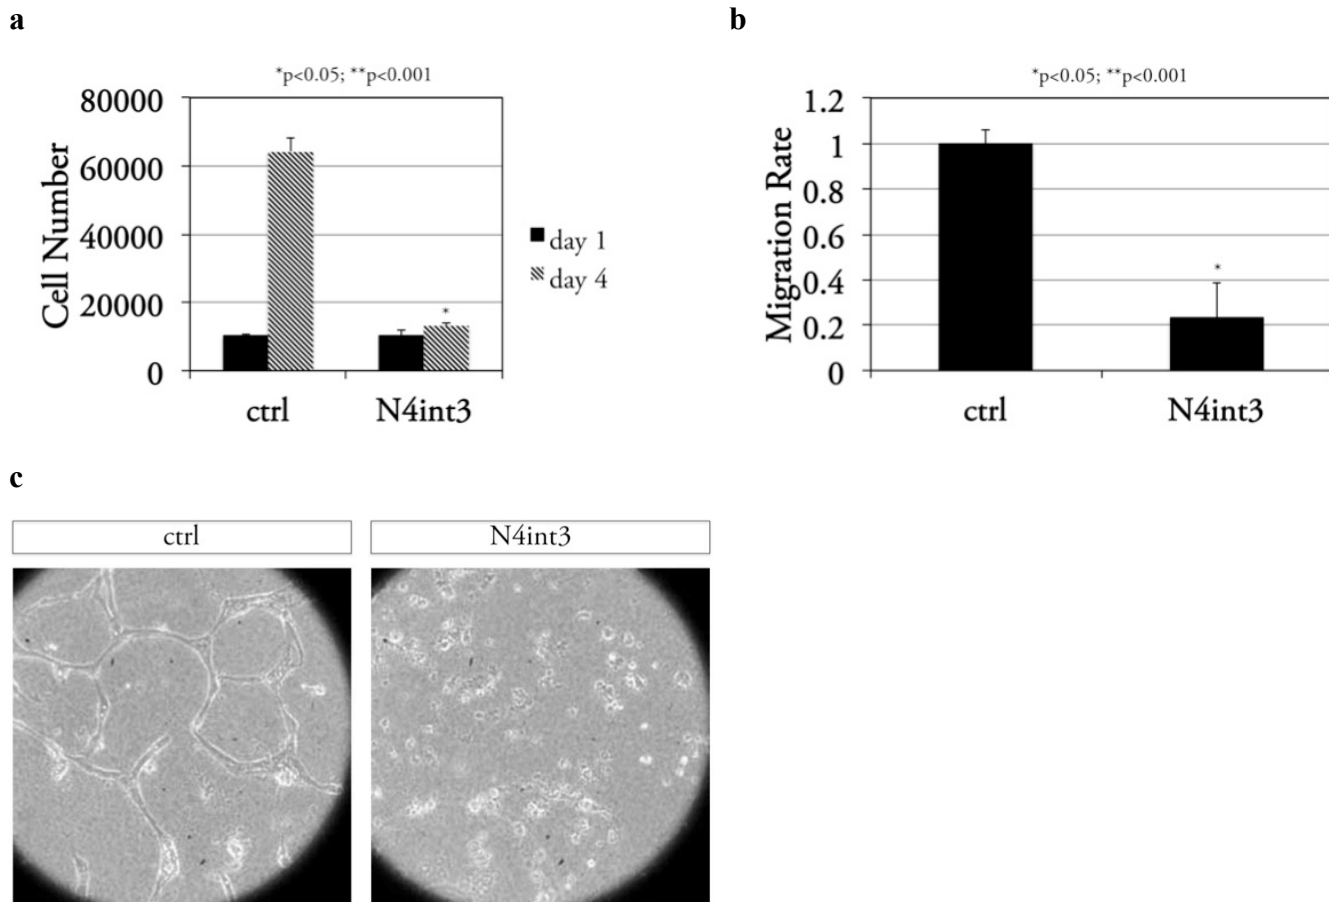 a
*p<0.05; **p<0.001
80000
60000
40000
20000
0
Cell Number
ctrl
N4int3
day 1
day 4
*
b
*p<0.05; **p<0.001
1.2
1
0.8
0.6
0.4
0.2
0
Migration Rate
ctrl
N4int3
*
c
ctrl
N4int3